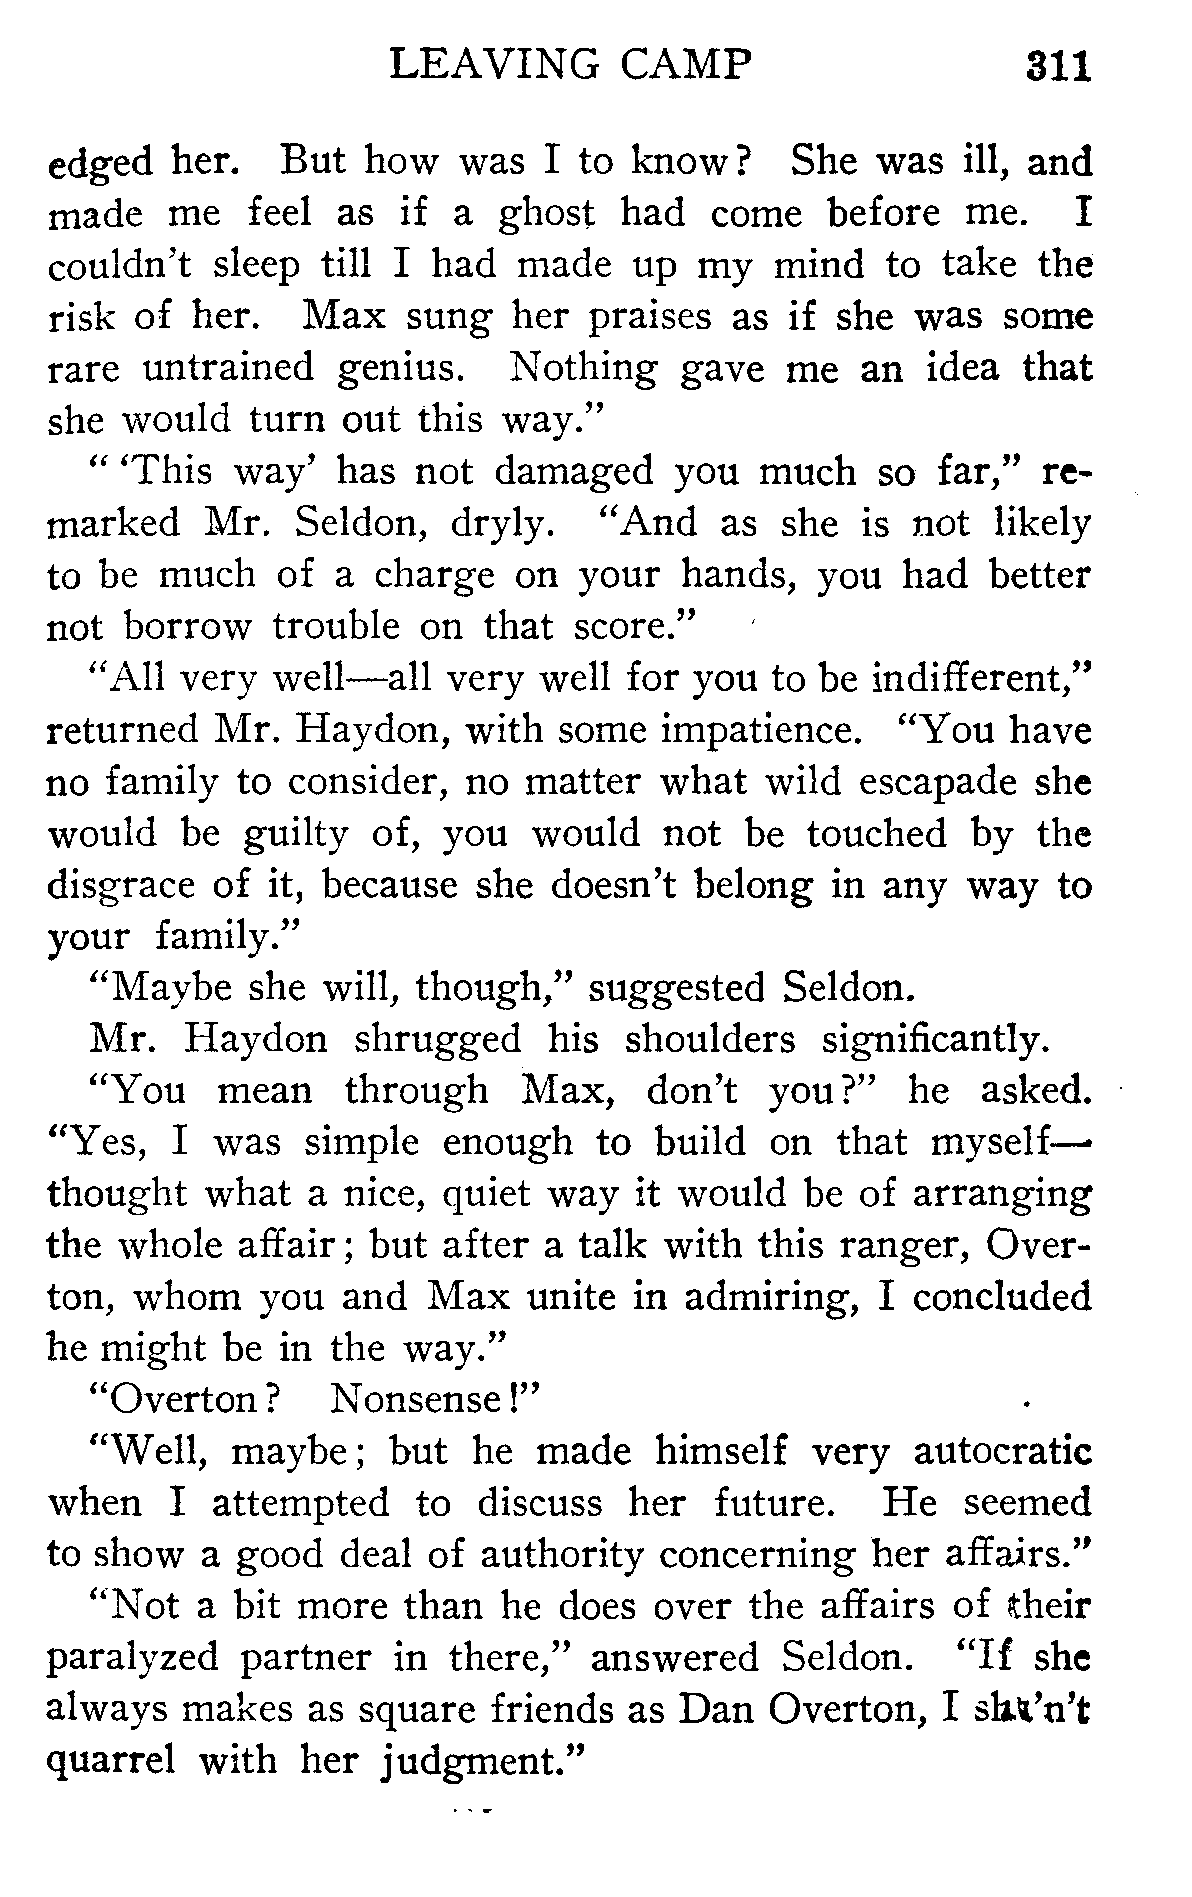 LEAVING CAMP 311
edged her. But how was I to know? She was ill, and
made me feel as if a ghost had come before me. I
couldn't sleep till I had made up my mind to take the
risk of her. Max sung her praises as if she was some
rare untrained genius. Nothing gave me an idea that
she would turn out this way."
" 'This way' has not damaged you much so far," re-
marked Mr. Seldon, dryly. "And as she is not likely
to be much of a charge on your hands, you had better
not borrow trouble on that score."
"All very well—all very well for you to be indifferent,"
returned Mr. Haydon, with some impatience. "You have
no family to consider, no matter what wild escapade she
would be guilty of, you would not be touched by the
disgrace of it, because she doesn't belong in any way to
your family."
"Maybe she will, though," suggested Seldon.
Mr. Haydon shrugged his shoulders significantly.
"You mean through Max, don't you?" he asked.
"Yes, I was simple enough to build on that myself—
thought what a nice, quiet way it would be of arranging
the whole affair; but after a talk with this ranger, Over-
ton, whom you and Max unite in admiring, I concluded
he might be in the way."
"Overton? Nonsense!"
"Well, maybe; but he made himself very autocratic
when I attempted to discuss her future. He seemed
to show a good deal of authority concerning her affairs."
"Not a bit more than he does over the affairs of their
paralyzed partner in there," answered Seldon. "If she
always makes as square friends as Dan Overton, I sha'n't
quarrel with her judgment."